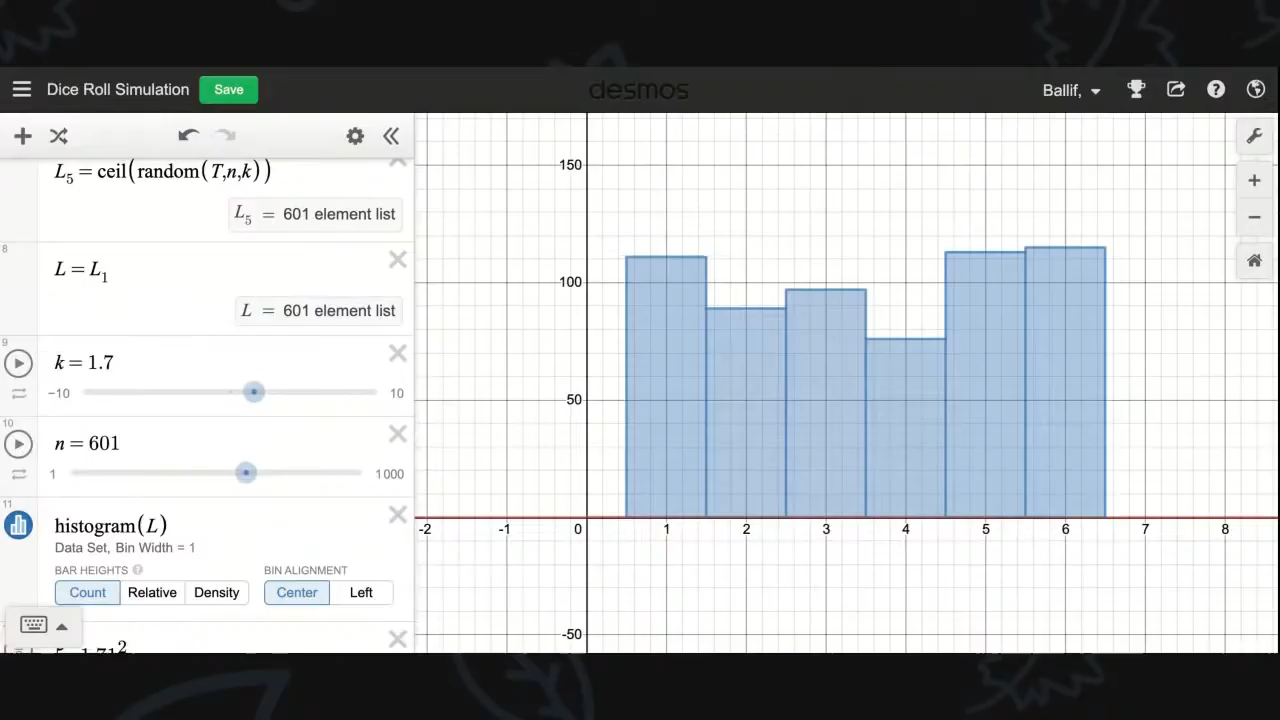 Dice Roll Simulation Save desmos Ballif,
L₅ = ceil(random(T,n,k))
L₅ = 601 element list
8
L = L₁
L = 601 element list
9
k = 1.7
−10 10
10
n = 601
1 1000
11
histogram(L)
Data Set, Bin Width = 1
BAR HEIGHTS BIN ALIGNMENT
Count Relative Density Center Left
150
100
50
-2 -1 0 1 2 3 4 5 6 7 8
-50